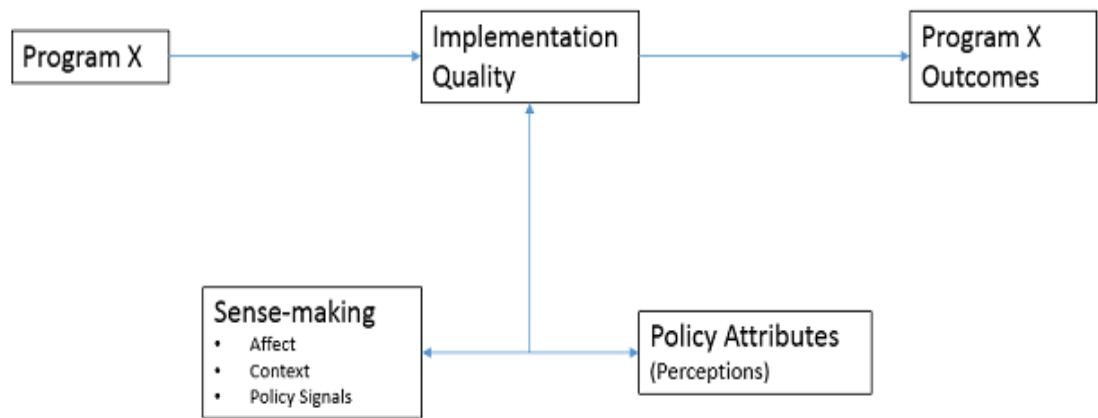 Program X
Implementation
Quality
Program X
Outcomes
Sense-making
• Affect
• Context
• Policy Signals
Policy Attributes
(Perceptions)